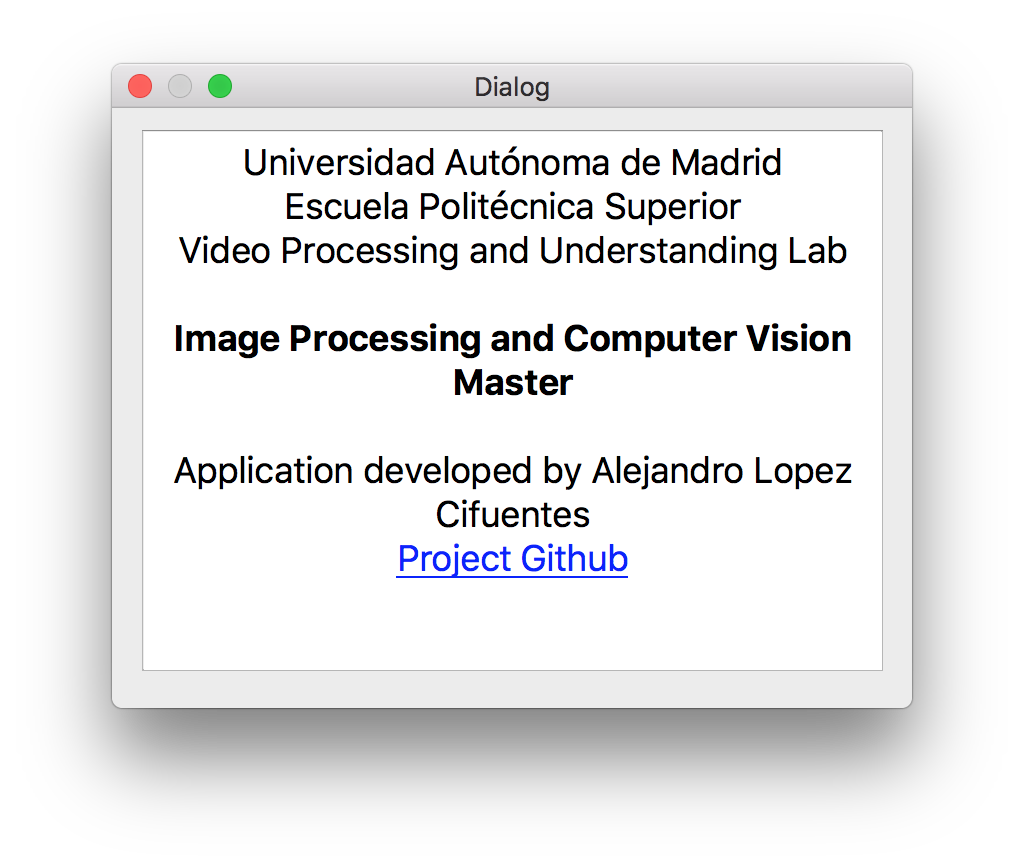 Dialog
Universidad Autónoma de Madrid
Escuela Politécnica Superior
Video Processing and Understanding Lab
Image Processing and Computer Vision
Master
Application developed by Alejandro Lopez
Cifuentes
Project Github